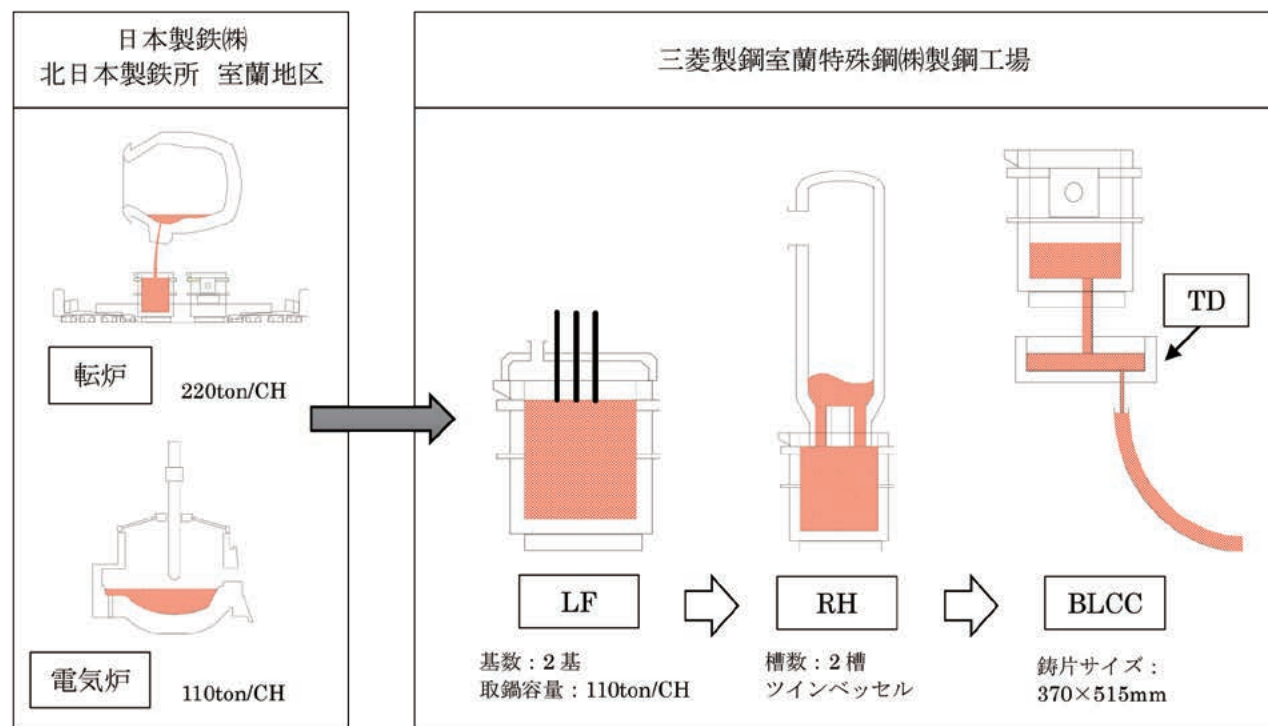 日本製鉄㈱
北日本製鉄所 室蘭地区
転炉
220ton/CH
電気炉
110ton/CH
三菱製鋼室蘭特殊鋼㈱製鋼工場
TD
LF
RH
BLCC
基数：2基
取鍋容量：110ton/CH
槽数：2槽
ツインベッセル
鋳片サイズ：
370×515mm